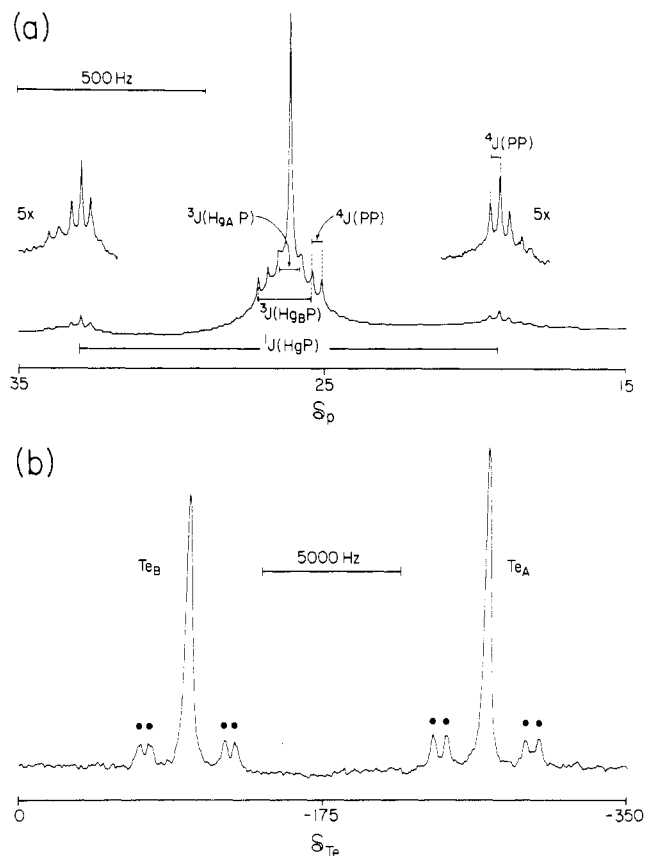 (a)
500 Hz
⁴J(PP)
5x
³J(Hg_A P)
⁴J(PP)
5x
³J(Hg_BP)
¹J(HgP)
35
25
15
δ_p
(b)
5000 Hz
Te_B
Te_A
0
-175
-350
δ_Te